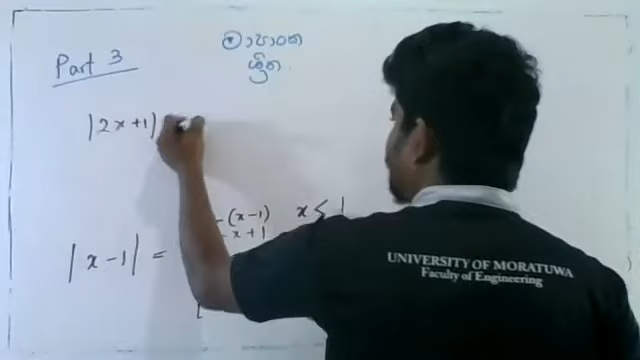 Part 3
මාපාංක
ශ්‍රිත.
|2x+1|
-(x-1) x < 1
-x+1
|x-1| =
UNIVERSITY OF MORATUWA
Faculty of Engineering